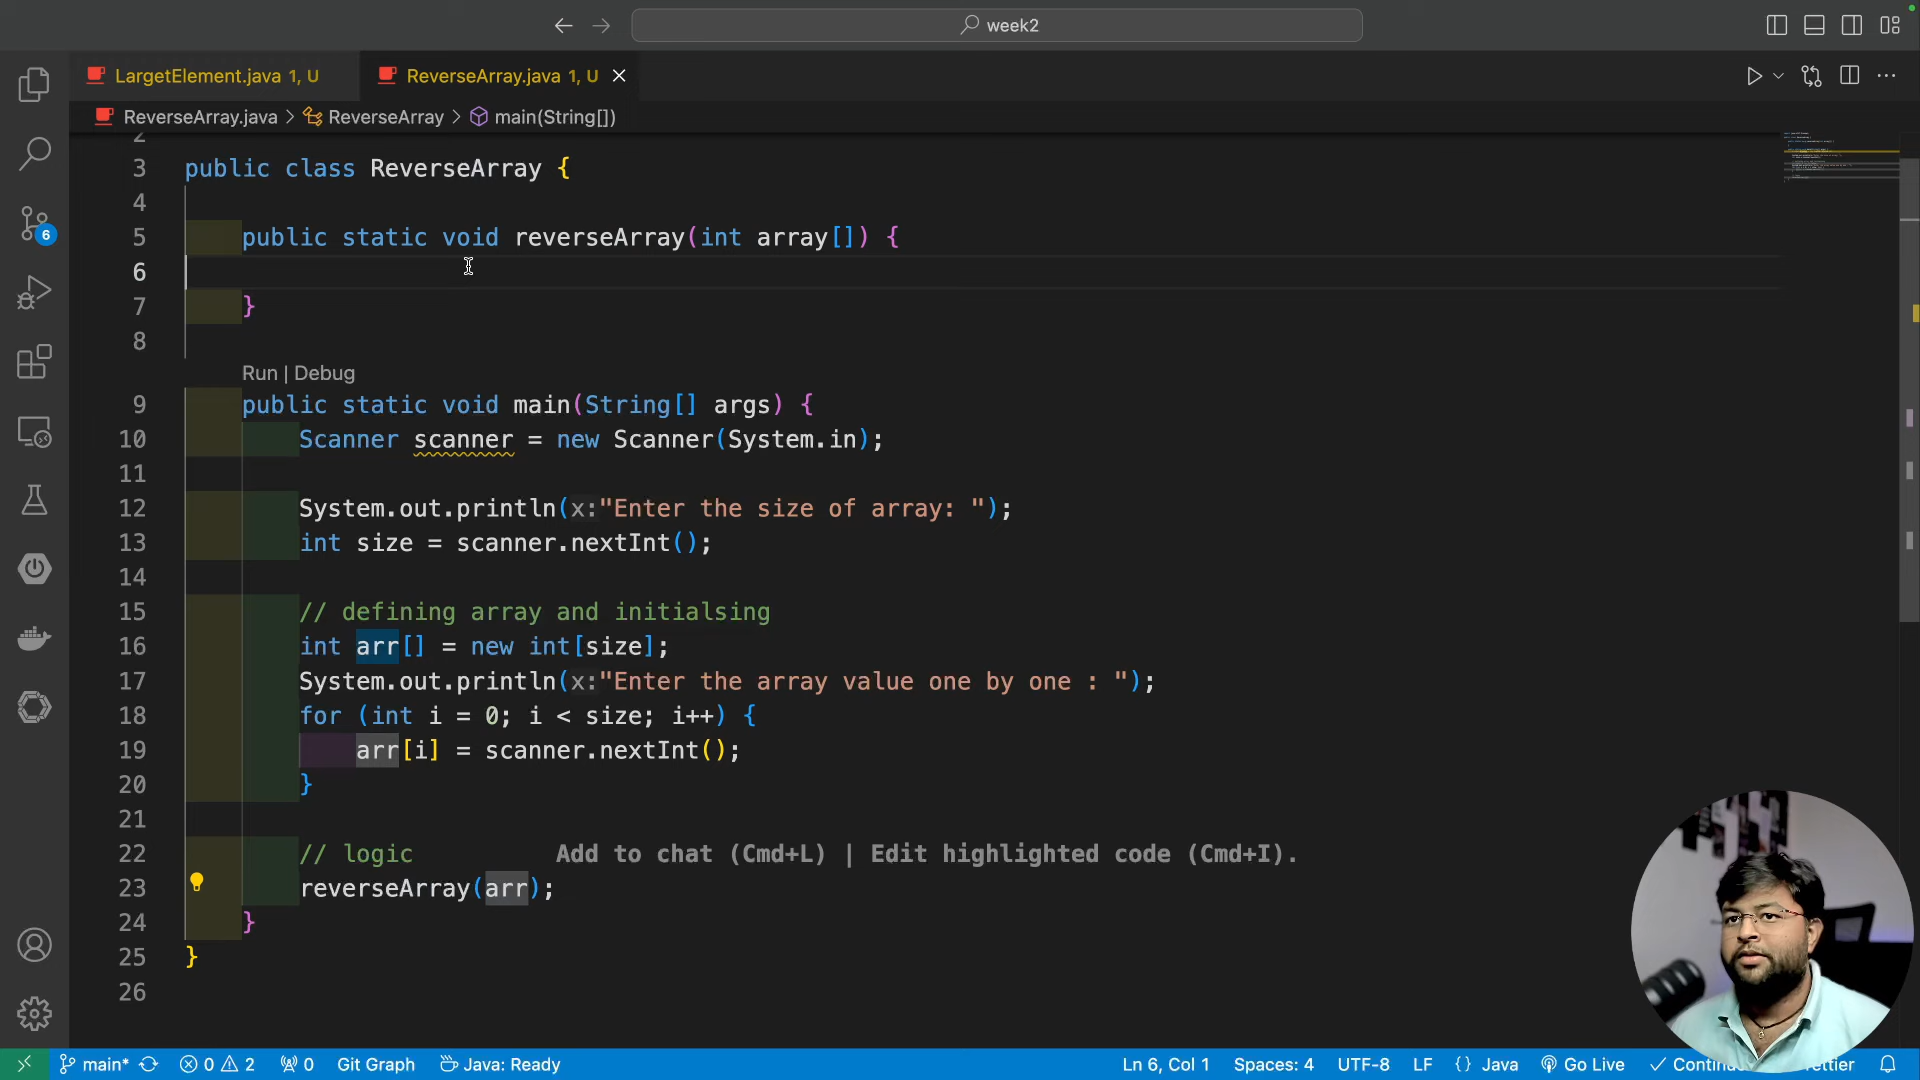 week2
LargetElement.java 1, U
ReverseArray.java 1, U
ReverseArray.java > ReverseArray > main(String[])
2
3 public class ReverseArray {
4
5 public static void reverseArray(int array[]) {
6
7 }
8
Run | Debug
9 public static void main(String[] args) {
10 Scanner scanner = new Scanner(System.in);
11
12 System.out.println(x:"Enter the size of array: ");
13 int size = scanner.nextInt();
14
15 // defining array and initialsing
16 int arr[] = new int[size];
17 System.out.println(x:"Enter the array value one by one : ");
18 for (int i = 0; i < size; i++) {
19 arr[i] = scanner.nextInt();
20 }
21
22 // logic Add to chat (Cmd+L) | Edit highlighted code (Cmd+I).
23 reverseArray(arr);
24 }
25 }
26
6
main* 0 2 0 Git Graph Java: Ready Ln 6, Col 1 Spaces: 4 UTF-8 LF {} Java Go Live